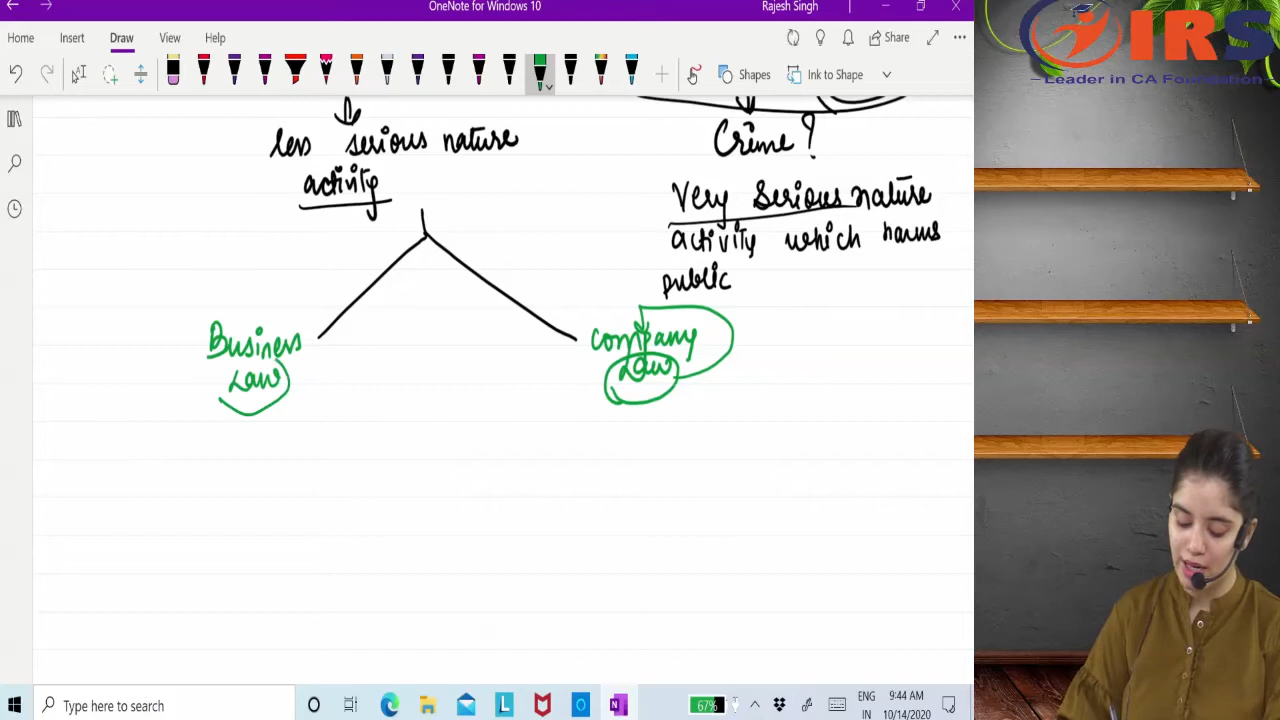 OneNote for Windows 10
Rajesh Singh
Home Insert Draw View Help
Share
Shapes
Ink to Shape
less serious nature
activity
Crime?
Very Serious nature
activity which harms
public
Business
Law
company
Law
IRS
Leader in CA Foundation
Type here to search
67%
ENG
IN
9:44 AM
10/14/2020